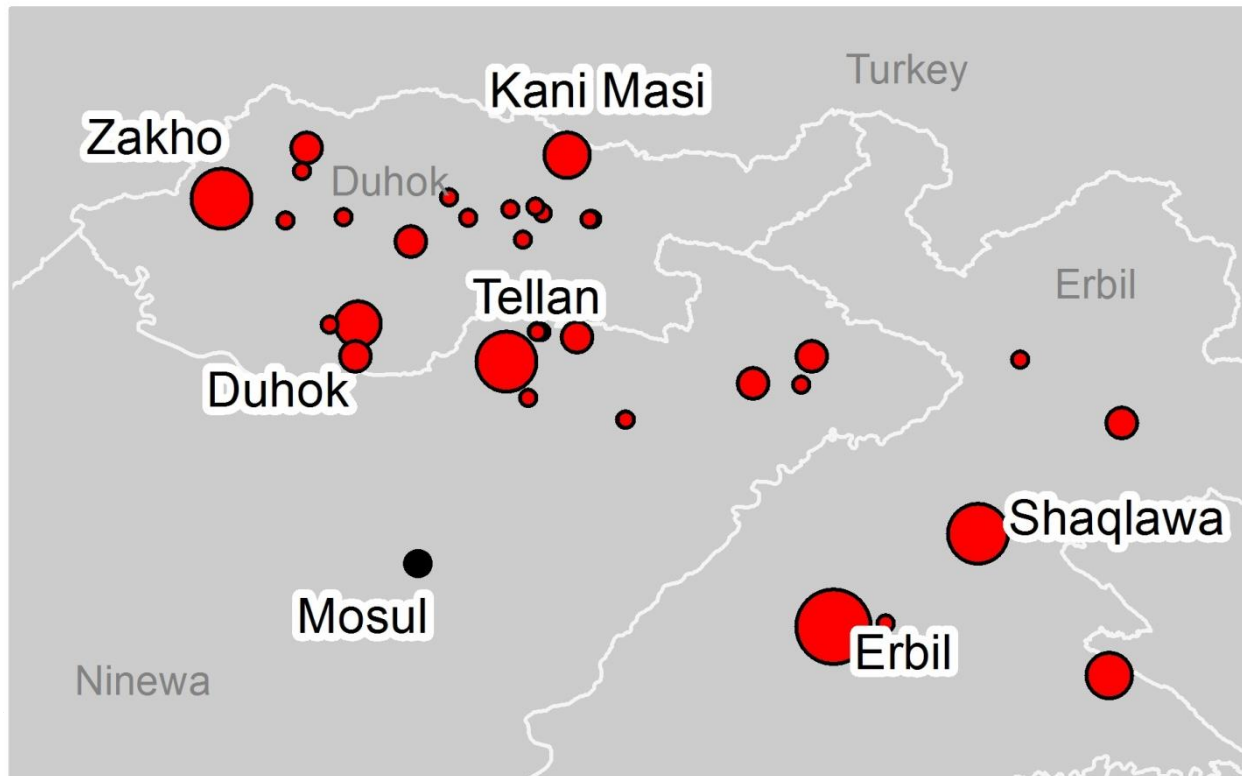 Turkey
Kani Masi
Zakho
Duhok
Erbil
Tellan
Duhok
Shaqlawa
Mosul
Erbil
Ninewa